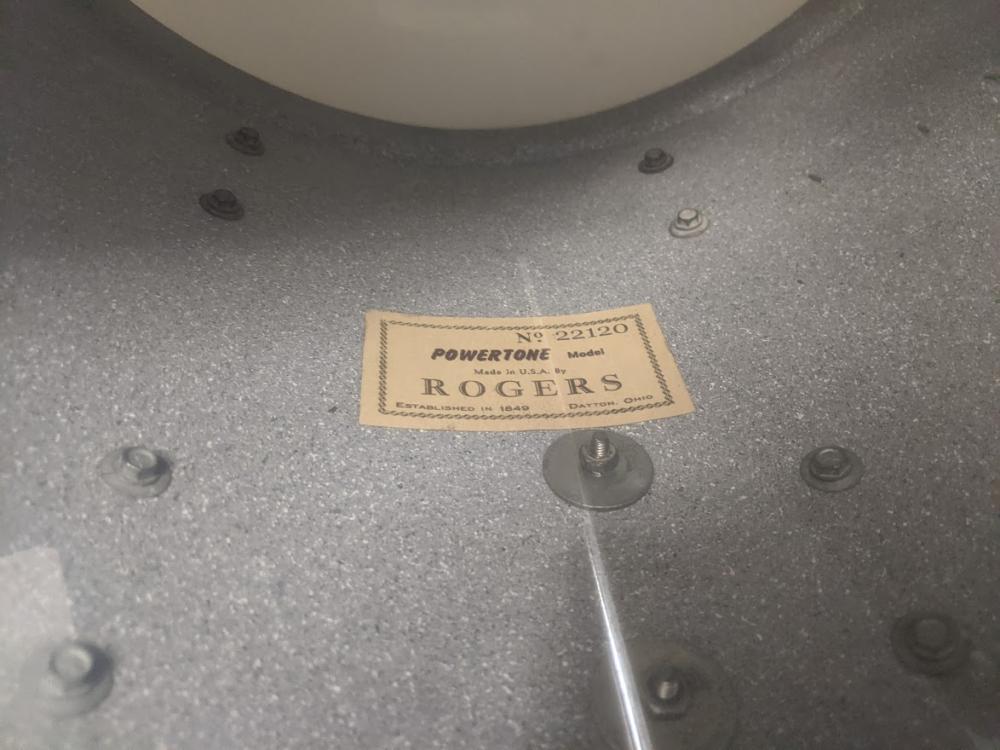 Nº 22120
POWERTONE Model
Made in U.S.A. By
ROGERS
ESTABLISHED IN 1849 DAYTON, OHIO